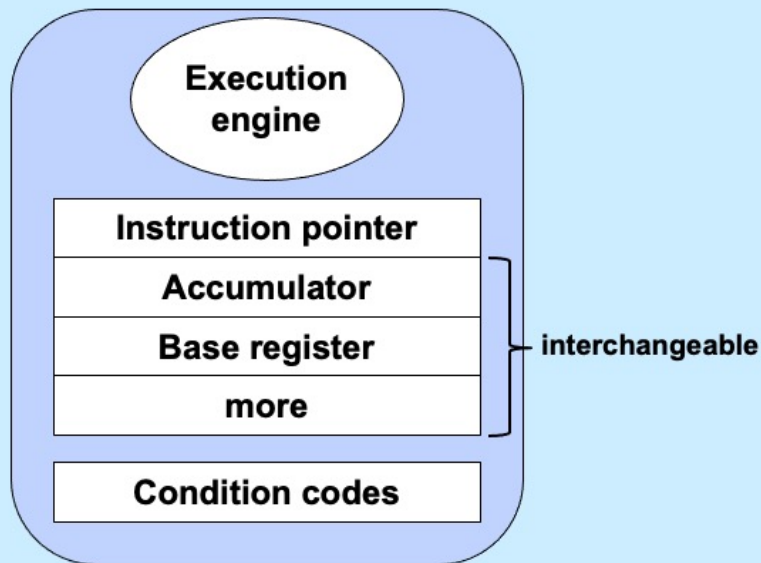 Execution
engine
Instruction pointer
Accumulator
Base register
interchangeable
more
Condition codes